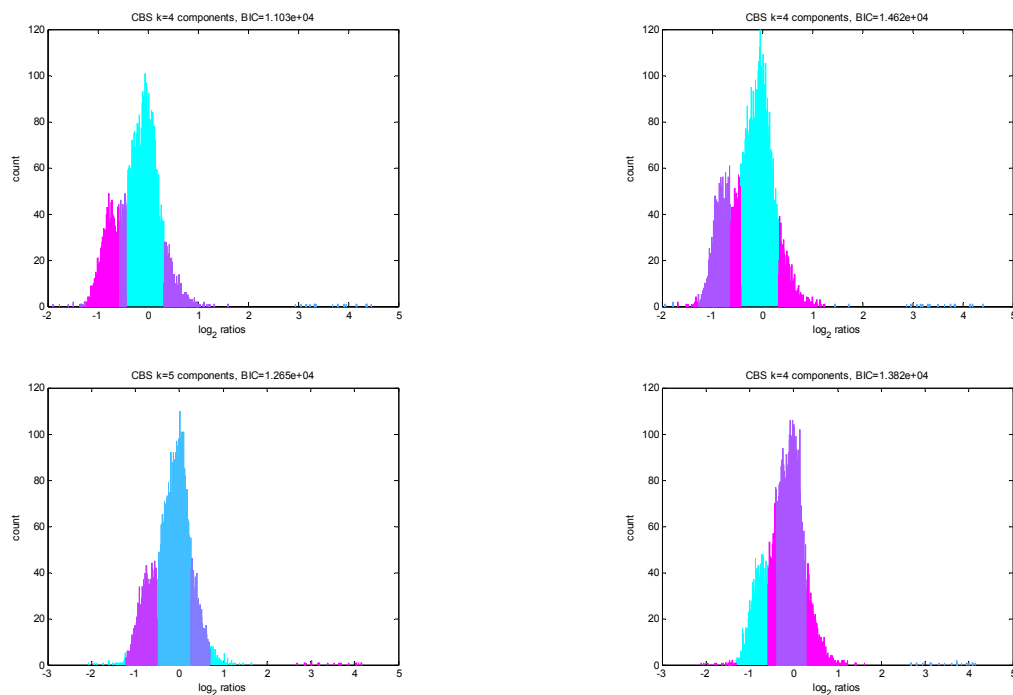 CBS k=4 components, BIC=1.103e+04
120
100
80
60
40
20
0
count
-2 -1 0 1 2 3 4 5
log2 ratios
CBS k=4 components, BIC=1.462e+04
120
100
80
60
40
20
0
count
-2 -1 0 1 2 3 4 5
log2 ratios
CBS k=5 components, BIC=1.265e+04
120
100
80
60
40
20
0
count
-3 -2 -1 0 1 2 3 4 5
log2 ratios
CBS k=4 components, BIC=1.382e+04
120
100
80
60
40
20
0
count
-3 -2 -1 0 1 2 3 4 5
log2 ratios